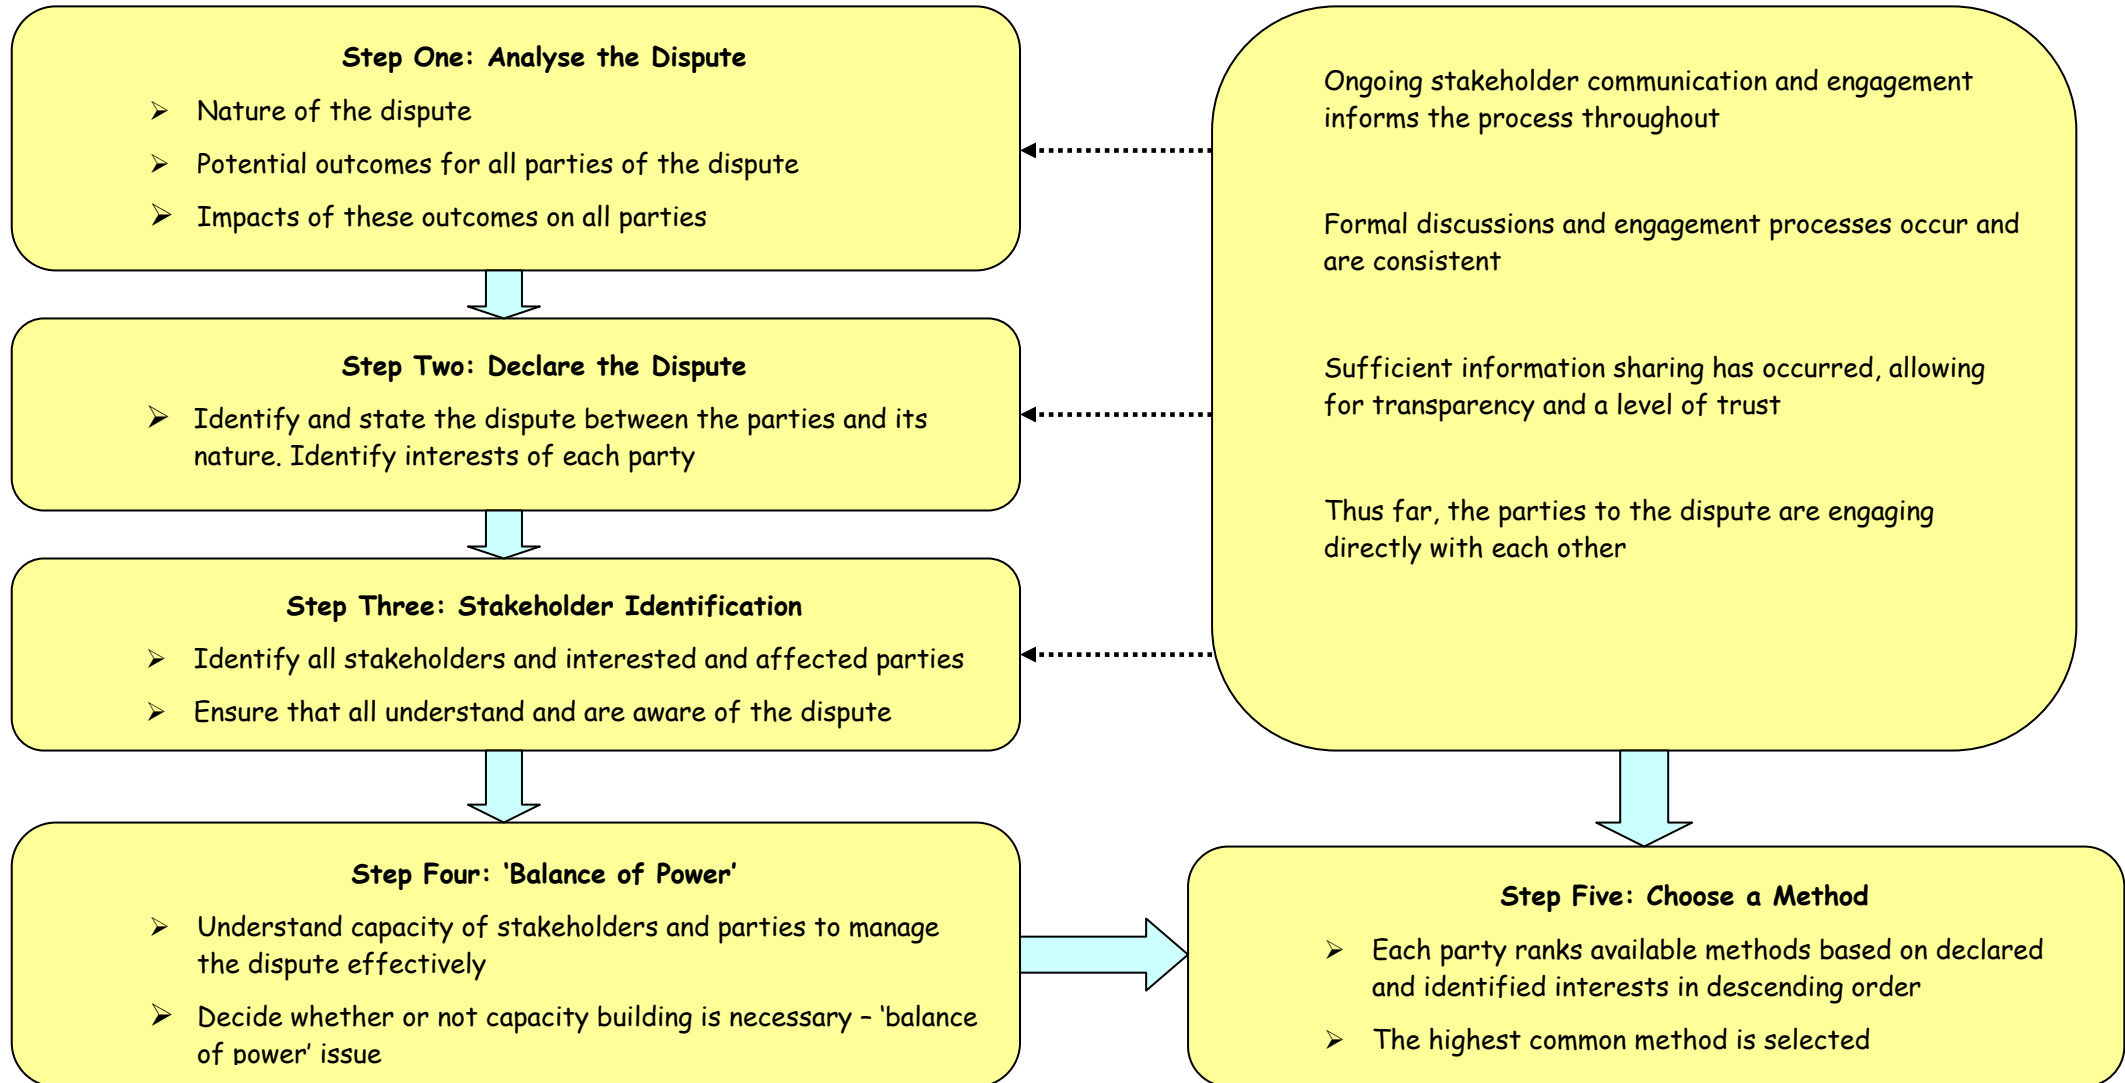 Step One: Analyse the Dispute
➢ Nature of the dispute
➢ Potential outcomes for all parties of the dispute
➢ Impacts of these outcomes on all parties
Step Two: Declare the Dispute
➢ Identify and state the dispute between the parties and its
nature. Identify interests of each party
Step Three: Stakeholder Identification
➢ Identify all stakeholders and interested and affected parties
➢ Ensure that all understand and are aware of the dispute
Step Four: ‘Balance of Power’
➢ Understand capacity of stakeholders and parties to manage
the dispute effectively
➢ Decide whether or not capacity building is necessary – ‘balance
of power’ issue
Ongoing stakeholder communication and engagement
informs the process throughout
Formal discussions and engagement processes occur and
are consistent
Sufficient information sharing has occurred, allowing
for transparency and a level of trust
Thus far, the parties to the dispute are engaging
directly with each other
Step Five: Choose a Method
➢ Each party ranks available methods based on declared
and identified interests in descending order
➢ The highest common method is selected